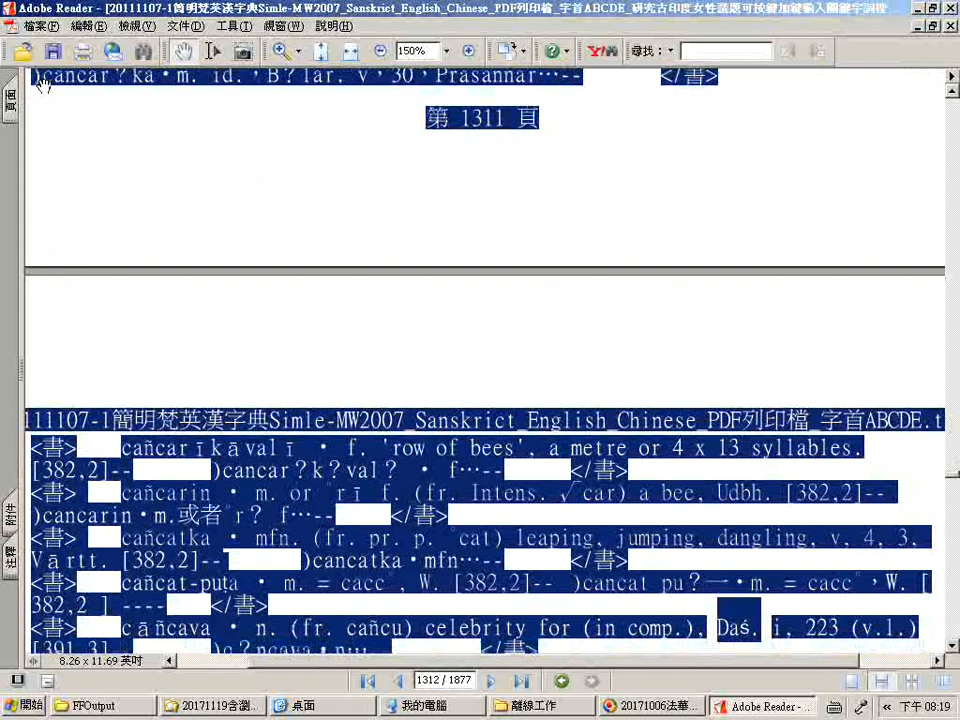 Adobe Reader - [20111107-1簡明梵英漢字典Simle-MW2007_Sanskrict_English_Chinese_PDF列印檔_字首ABCDE_研究古印度女性議題可按鍵加鍵輸入關鍵字詞搜
檔案(F) 編輯(E) 檢視(V) 文件(D) 工具(T) 視窗(W) 說明(H)
150% Y! 尋找：
頁面
)cancar？ka‧m. id.，B？lar. v，30，Prasannar…-- </書>
第 1311 頁
111107-1簡明梵英漢字典Simle-MW2007_Sanskrict_English_Chinese_PDF列印檔_字首ABCDE.t
<書> cañcarīkāvalī ‧ f. 'row of bees', a metre or 4 x 13 syllables.
[382,2]-- )cancar？k？val？ ‧ f…-- </書>
<書> cañcarin ‧ m. or °rī f. (fr. Intens. √car) a bee, Udbh. [382,2]--
)cancarin‧m.或者°r？ f…-- </書>
<書> cañcatka ‧ mfn. (fr. pr. p. °cat) leaping, jumping, dangling, v, 4, 3,
Vārtt. [382,2]-- )cancatka‧mfn…-- </書>
<書> cañcat-puṭa ‧ m. = cacc°, W. [382,2]-- )cancat pu？一‧m. = cacc°，W. [
382,2 ] ---- </書>
<書> cāñcava ‧ n. (fr. cañcu) celebrity for (in comp.), Daś. i, 223 (v.l.)
[391,3]-- )c？ncava‧n…-- </書>
附件
注釋
8.26 x 11.69 英吋
1312 / 1877
開始 FFOutput 20171119含瀏... 桌面 我的電腦 離線工作 20171006法華... Adobe Reader - ... 下午 08:19